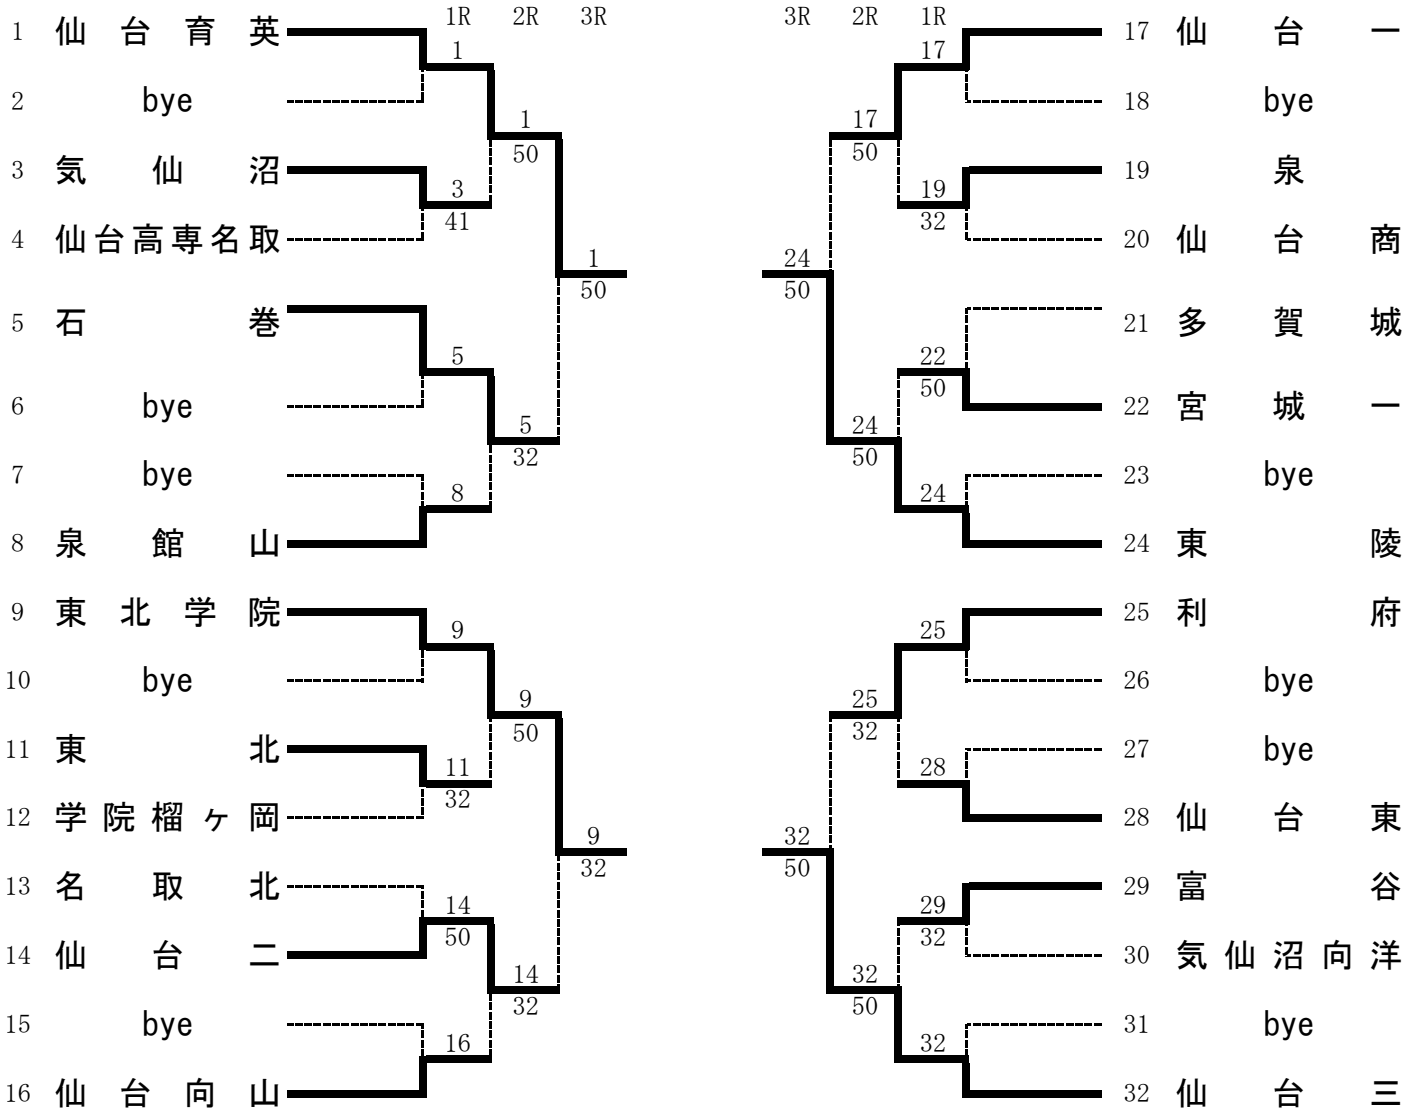 1R 2R 3R 3R 2R 1R
1 仙台育英 17 仙台一
1 17
2 bye 18 bye
1 17
50 50
3 気仙沼 19 泉
3 19
41 32
4 仙台高専名取 20 仙台商
1 24
50 50
5 石巻 21 多賀城
5 22
50
6 bye 22 宮城一
5 24
32 50
7 bye 23 bye
8 24
8 泉館山 24 東陵
9 東北学院 25 利府
9 25
10 bye 26 bye
9 25
50 32
11 東北 27 bye
11 28
32
12 学院榴ヶ岡 28 仙台東
9 32
32 50
13 名取北 29 富谷
14 29
50 32
14 仙台二 30 気仙沼向洋
14 32
32 50
15 bye 31 bye
16 32
16 仙台向山 32 仙台三